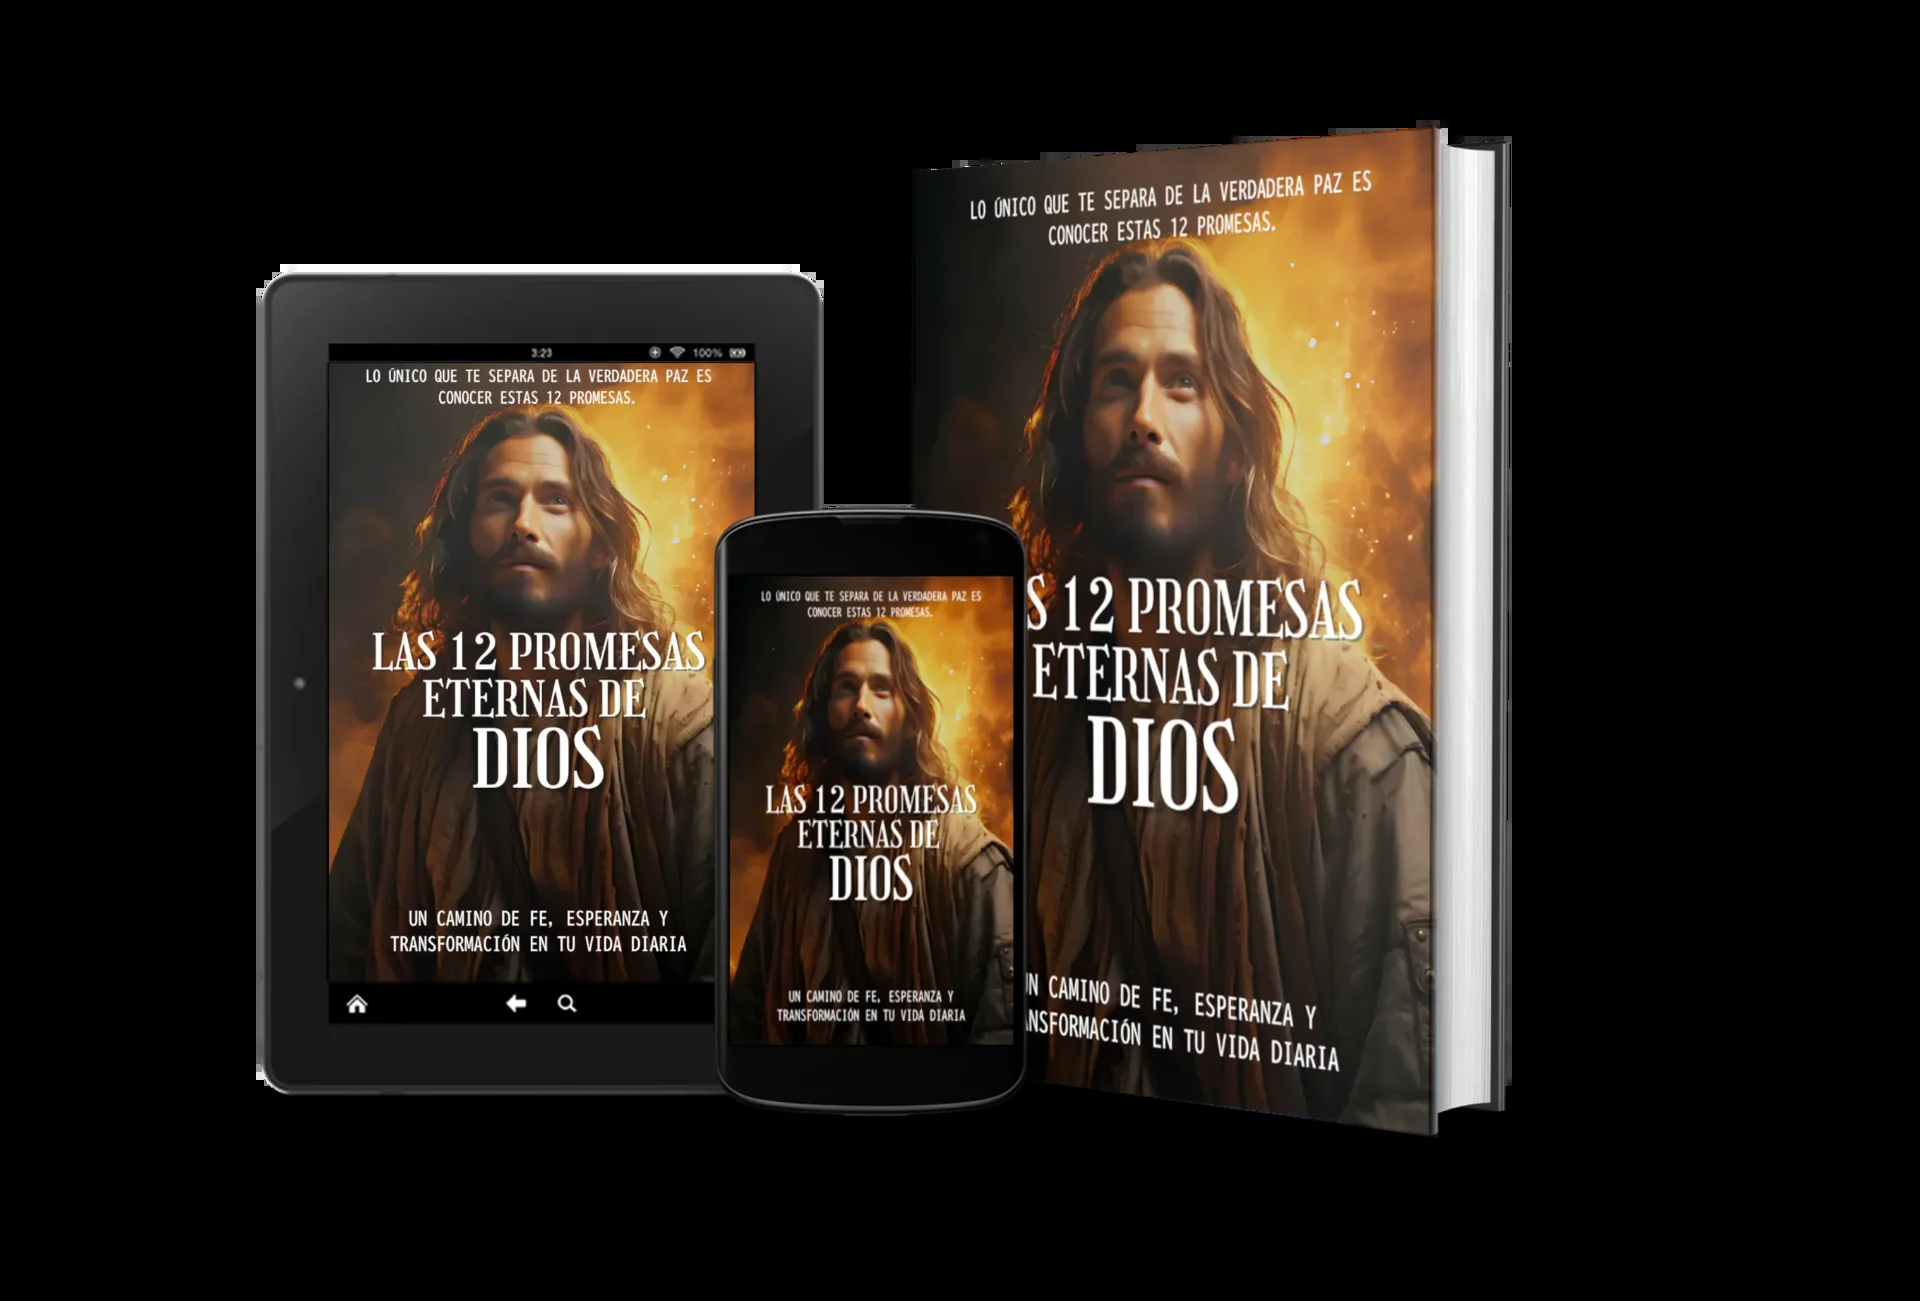 3:23
100%
LO ÚNICO QUE TE SEPARA DE LA VERDADERA PAZ ES
CONOCER ESTAS 12 PROMESAS.
LAS 12 PROMESAS
ETERNAS DE
DIOS
UN CAMINO DE FE, ESPERANZA Y
TRANSFORMACIÓN EN TU VIDA DIARIA
LO ÚNICO QUE TE SEPARA DE LA VERDADERA PAZ ES
CONOCER ESTAS 12 PROMESAS.
LAS 12 PROMESAS
ETERNAS DE
DIOS
UN CAMINO DE FE, ESPERANZA Y
TRANSFORMACIÓN EN TU VIDA DIARIA
LO ÚNICO QUE TE SEPARA DE LA VERDADERA PAZ ES
CONOCER ESTAS 12 PROMESAS.
S 12 PROMESAS
ETERNAS DE
DIOS
UN CAMINO DE FE, ESPERANZA Y
ANSFORMACIÓN EN TU VIDA DIARIA